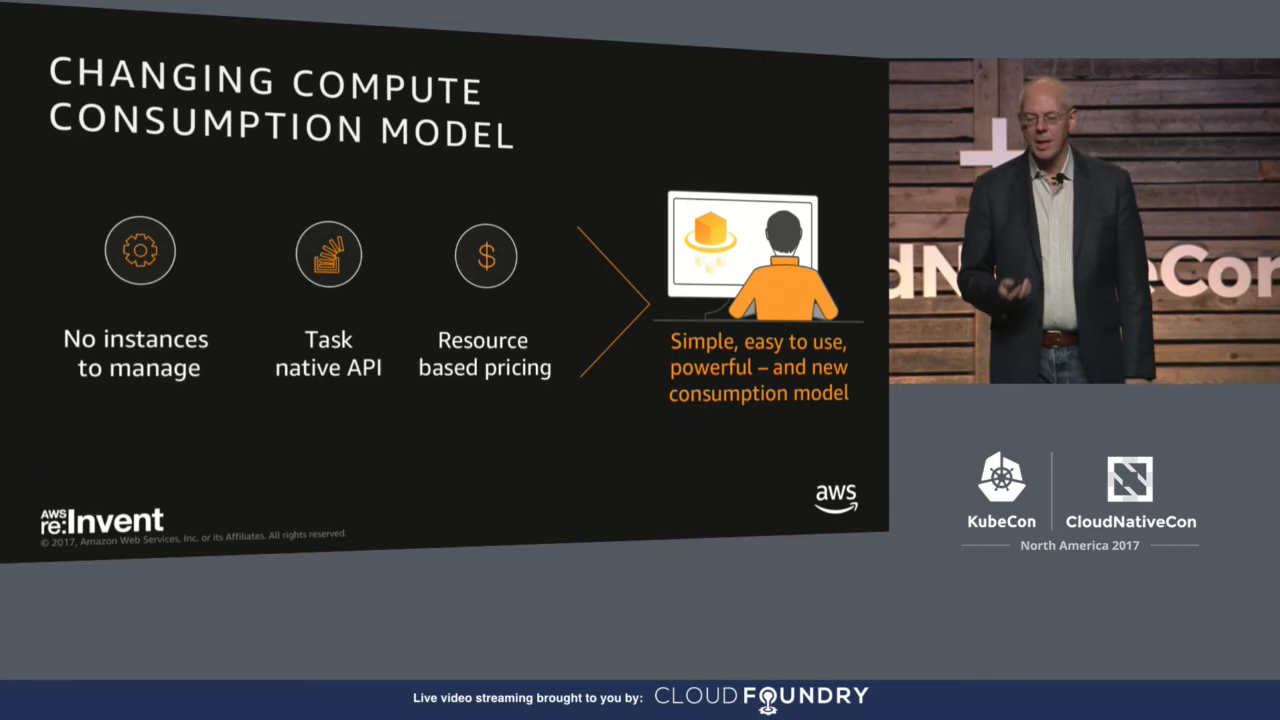 CHANGING COMPUTE
CONSUMPTION MODEL
No instances
to manage
Task
native API
Resource
based pricing
$
Simple, easy to use,
powerful – and new
consumption model
AWS
re:Invent
© 2017, Amazon Web Services, Inc. or its Affiliates. All rights reserved.
aws
dN eCon
KubeCon
CloudNativeCon
North America 2017
Live video streaming brought to you by: CLOUD FOUNDRY